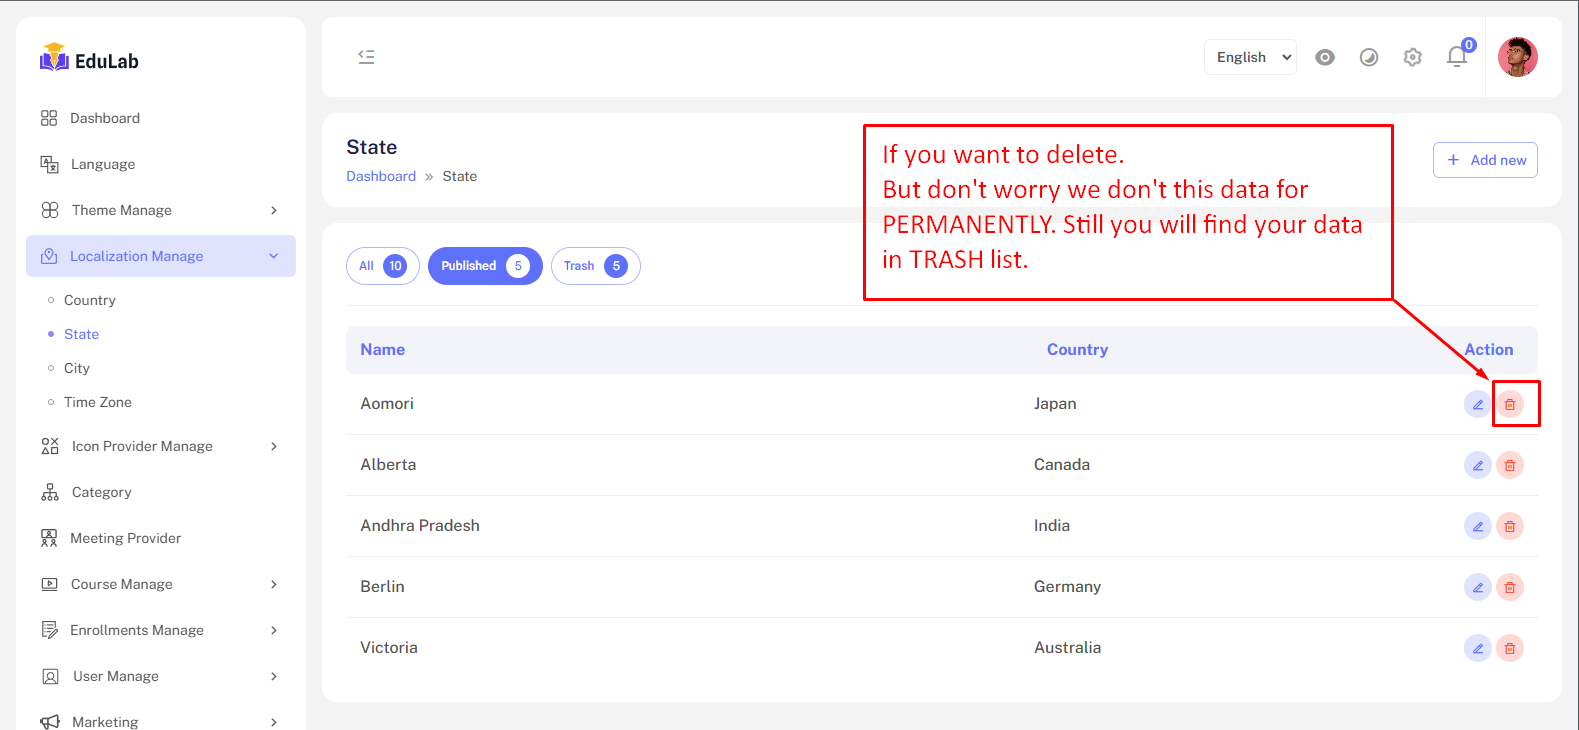 EduLab
Dashboard
Language
Theme Manage
Localization Manage
Country
State
City
Time Zone
Icon Provider Manage
Category
Meeting Provider
Course Manage
Enrollments Manage
User Manage
Marketing
English
0
State
Dashboard » State
If you want to delete.
But don't worry we don't this data for
PERMANENTLY. Still you will find your data
in TRASH list.
+ Add new
All 10 Published 5 Trash 5
Name Country Action
Aomori Japan
Alberta Canada
Andhra Pradesh India
Berlin Germany
Victoria Australia